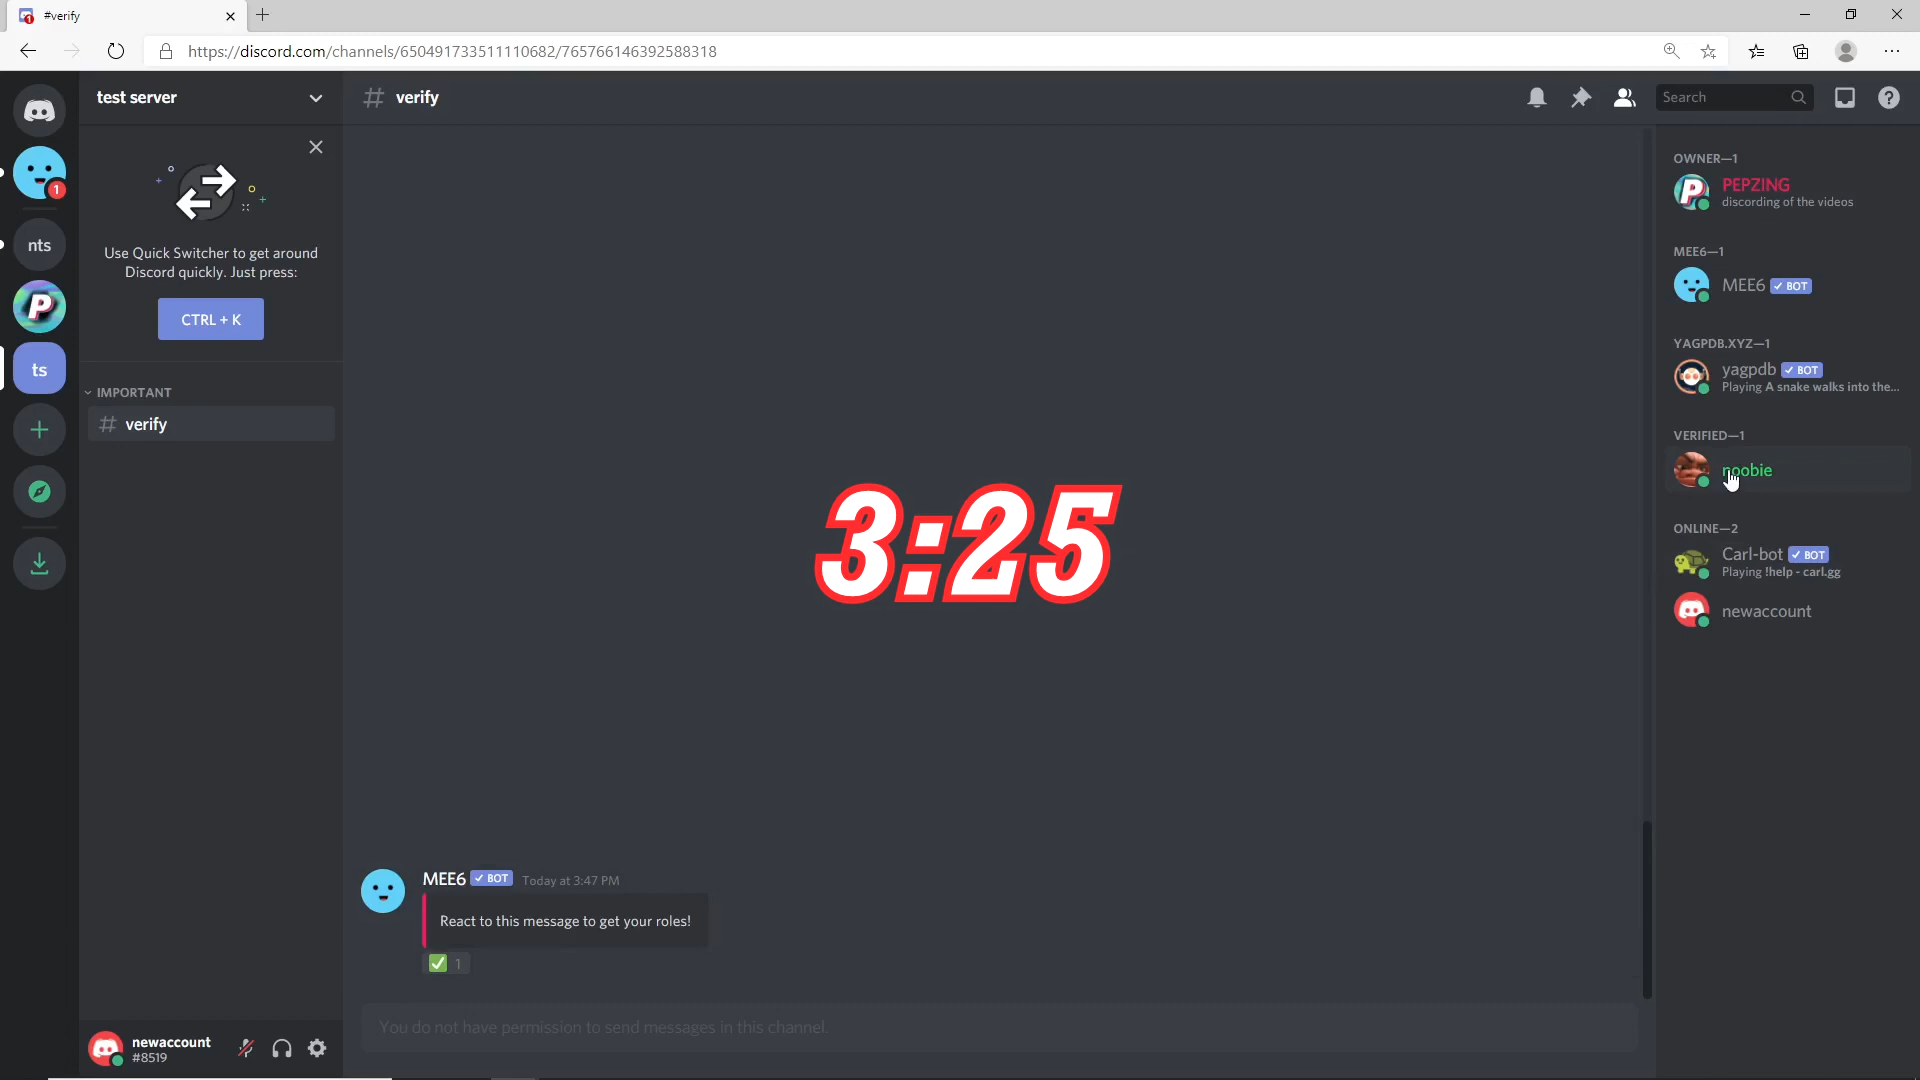 #verify
https://discord.com/channels/650491733511110682/765766146392588318
test server
# verify
Search
1
nts
P
ts
Use Quick Switcher to get around
Discord quickly. Just press:
CTRL + K
IMPORTANT
# verify
3:25
MEE6 ✓ BOT Today at 3:47 PM
React to this message to get your roles!
✅ 1
You do not have permission to send messages in this channel.
newaccount
#8519
OWNER—1
PEPZING
discording of the videos
MEE6—1
MEE6 ✓ BOT
YAGPDB.XYZ—1
yagpdb ✓ BOT
Playing A snake walks into the...
VERIFIED—1
noobie
ONLINE—2
Carl-bot ✓ BOT
Playing !help - carl.gg
newaccount